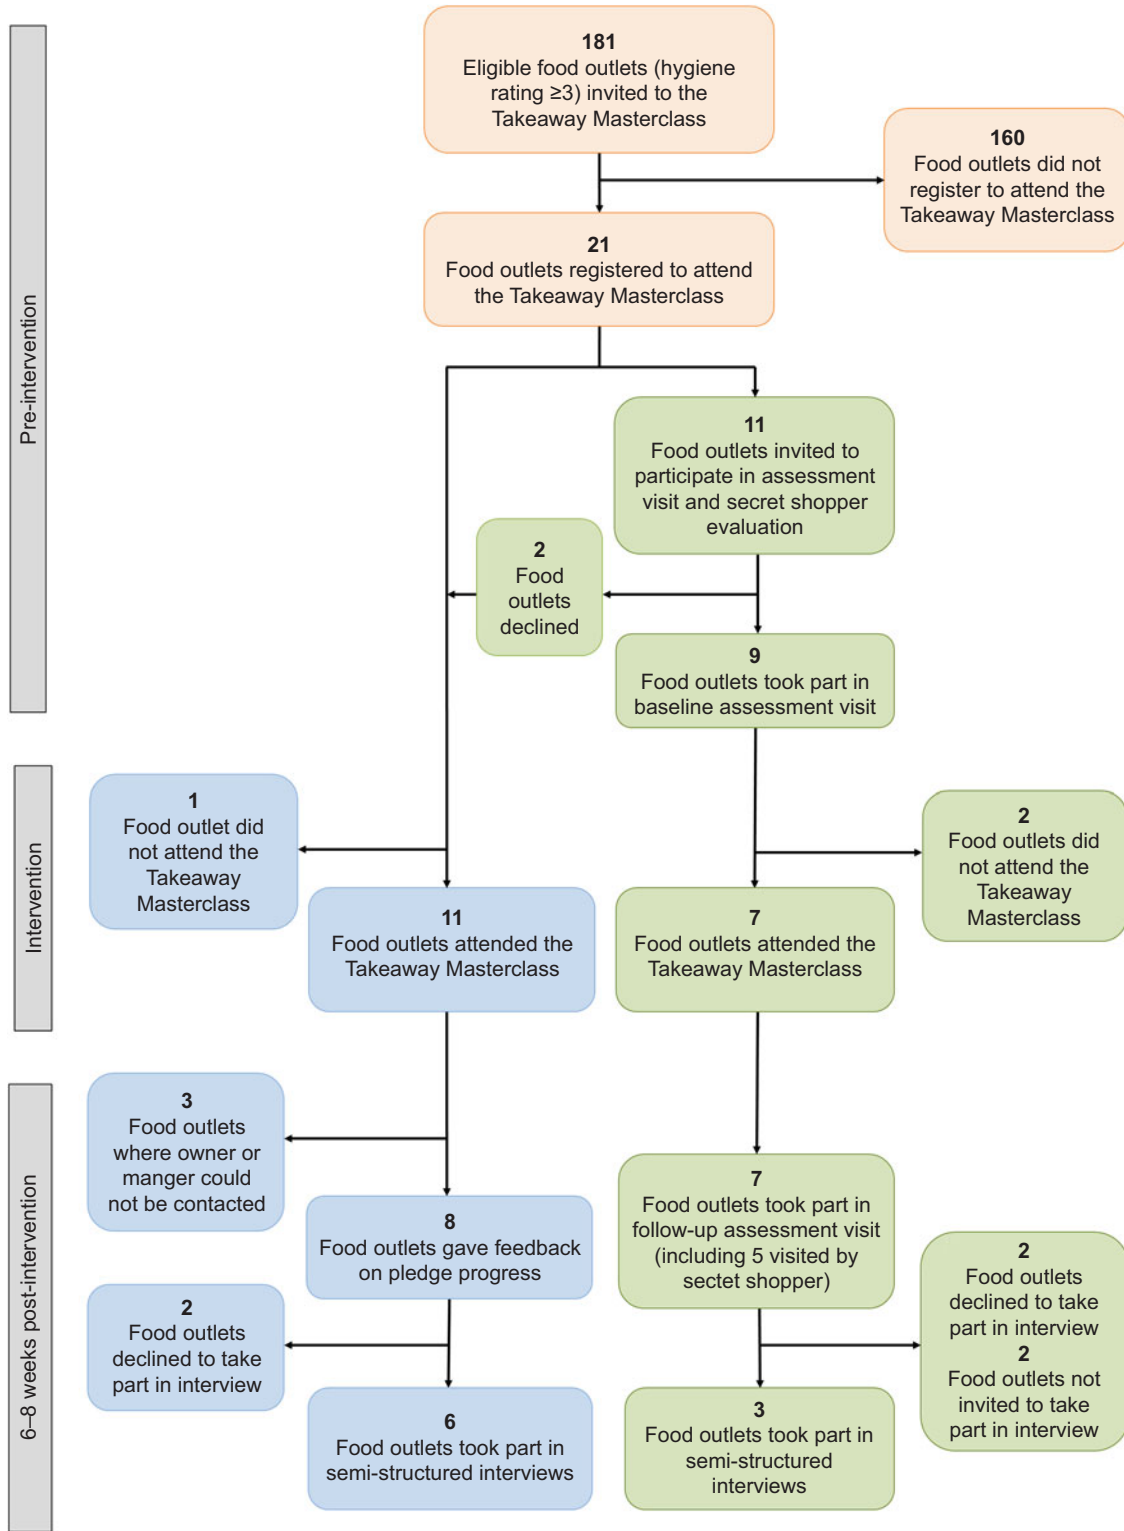 Pre-intervention
181
Eligible food outlets (hygiene
rating ≥3) invited to the
Takeaway Masterclass
160
Food outlets did not
register to attend the
Takeaway Masterclass
21
Food outlets registered to attend
the Takeaway Masterclass
11
Food outlets invited to
participate in assessment
visit and secret shopper
evaluation
2
Food
outlets
declined
9
Food outlets took part in
baseline assessment visit
Intervention
1
Food outlet did
not attend the
Takeaway
Masterclass
2
Food outlets did
not attend the
Takeaway
Masterclass
11
Food outlets attended the
Takeaway Masterclass
7
Food outlets attended the
Takeaway Masterclass
6–8 weeks post-intervention
3
Food outlets
where owner or
manger could
not be contacted
8
Food outlets gave feedback
on pledge progress
7
Food outlets took part in
follow-up assessment visit
(including 5 visited by
sectet shopper)
2
Food outlets
declined to take
part in interview
2
Food outlets
declined to take
part in interview
2
Food outlets not
invited to take
part in interview
6
Food outlets took part in
semi-structured interviews
3
Food outlets took part in
semi-structured
interviews